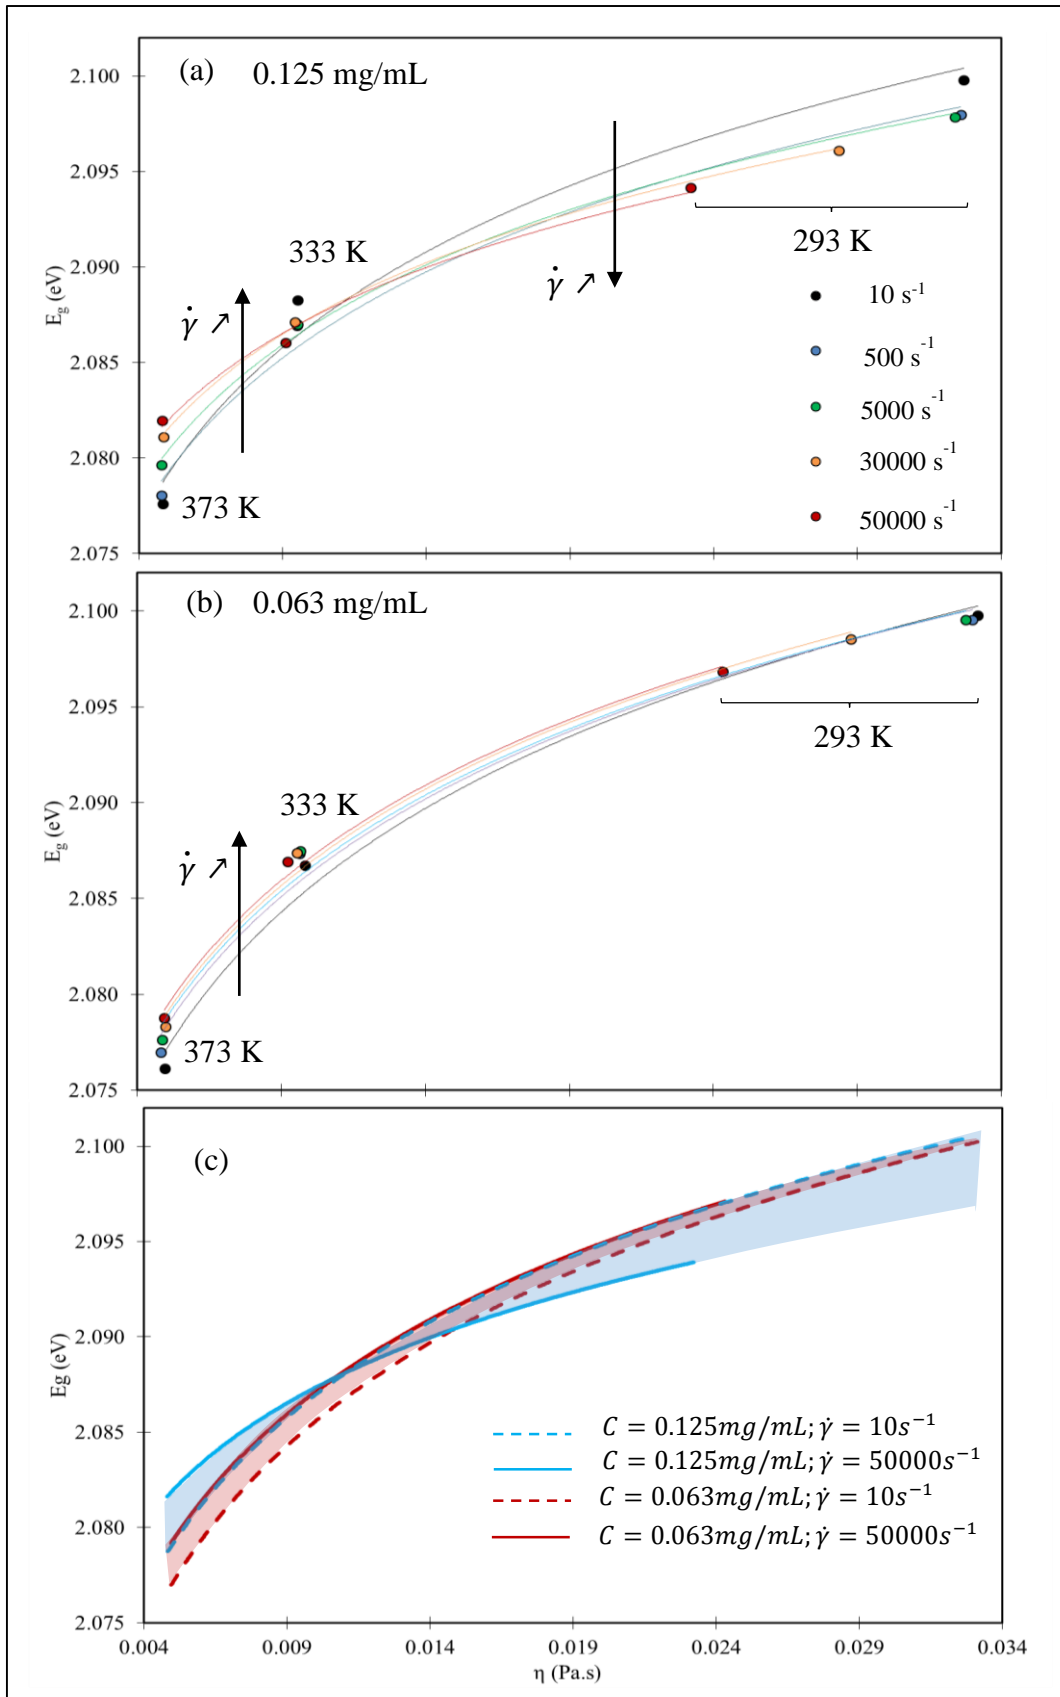 (a) 0.125 mg/mL
2.100
2.095
2.090
2.085
2.080
2.075
E_g (eV)
333 K
γ̇ ↗
γ̇ ↗
373 K
293 K
10 s⁻¹
500 s⁻¹
5000 s⁻¹
30000 s⁻¹
50000 s⁻¹
(b) 0.063 mg/mL
2.100
2.095
2.090
2.085
2.080
2.075
E_g (eV)
293 K
333 K
γ̇ ↗
373 K
(c)
2.100
2.095
2.090
2.085
2.080
2.075
Eg (eV)
C = 0.125mg/mL; γ̇ = 10s⁻¹
C = 0.125mg/mL; γ̇ = 50000s⁻¹
C = 0.063mg/mL; γ̇ = 10s⁻¹
C = 0.063mg/mL; γ̇ = 50000s⁻¹
0.004 0.009 0.014 0.019 0.024 0.029 0.034
η (Pa.s)